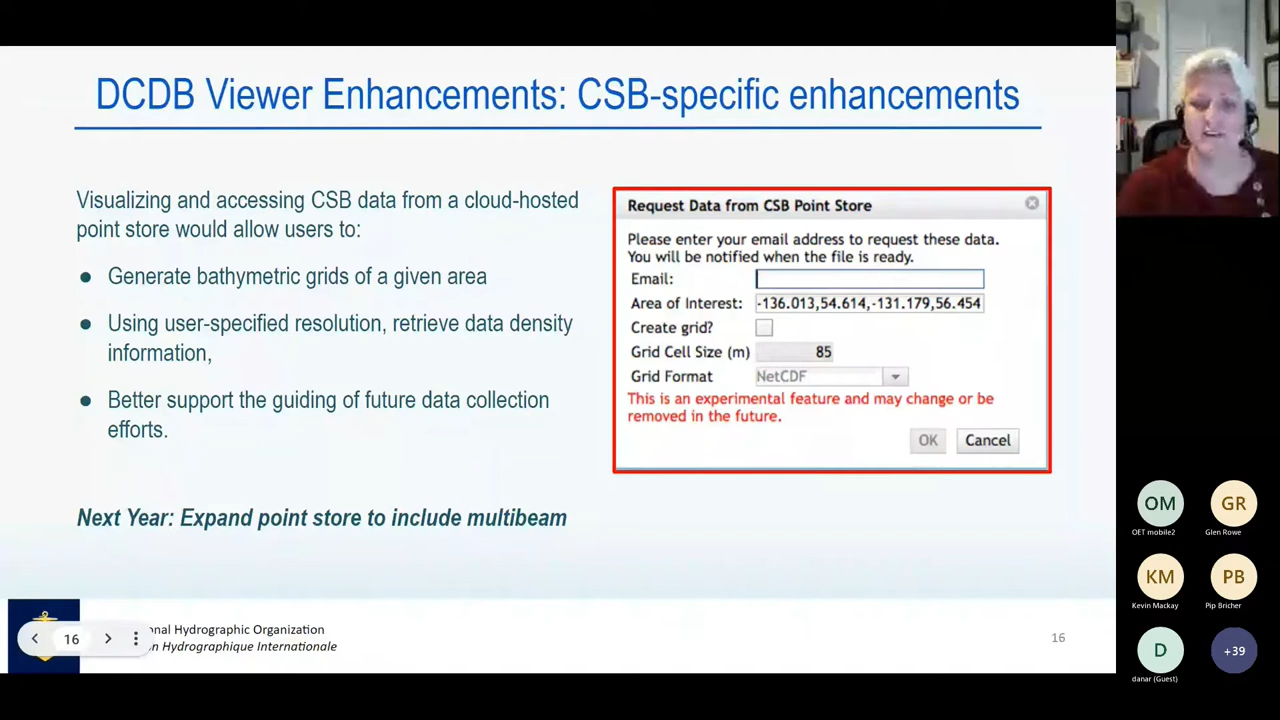 DCDB Viewer Enhancements: CSB-specific enhancements
Visualizing and accessing CSB data from a cloud-hosted
point store would allow users to:
● Generate bathymetric grids of a given area
● Using user-specified resolution, retrieve data density
information,
● Better support the guiding of future data collection
efforts.
Next Year: Expand point store to include multibeam
Request Data from CSB Point Store
Please enter your email address to request these data.
You will be notified when the file is ready.
Email:
Area of Interest: -136.013,54.614,-131.179,56.454
Create grid?
Grid Cell Size (m) 85
Grid Format NetCDF
This is an experimental feature and may change or be
removed in the future.
OK Cancel
16
onal Hydrographic Organization
n Hydrographique Internationale
16
OM GR
OET mobile2 Glen Rowe
KM PB
Kevin Mackay Pip Bricher
D +39
danar (Guest)